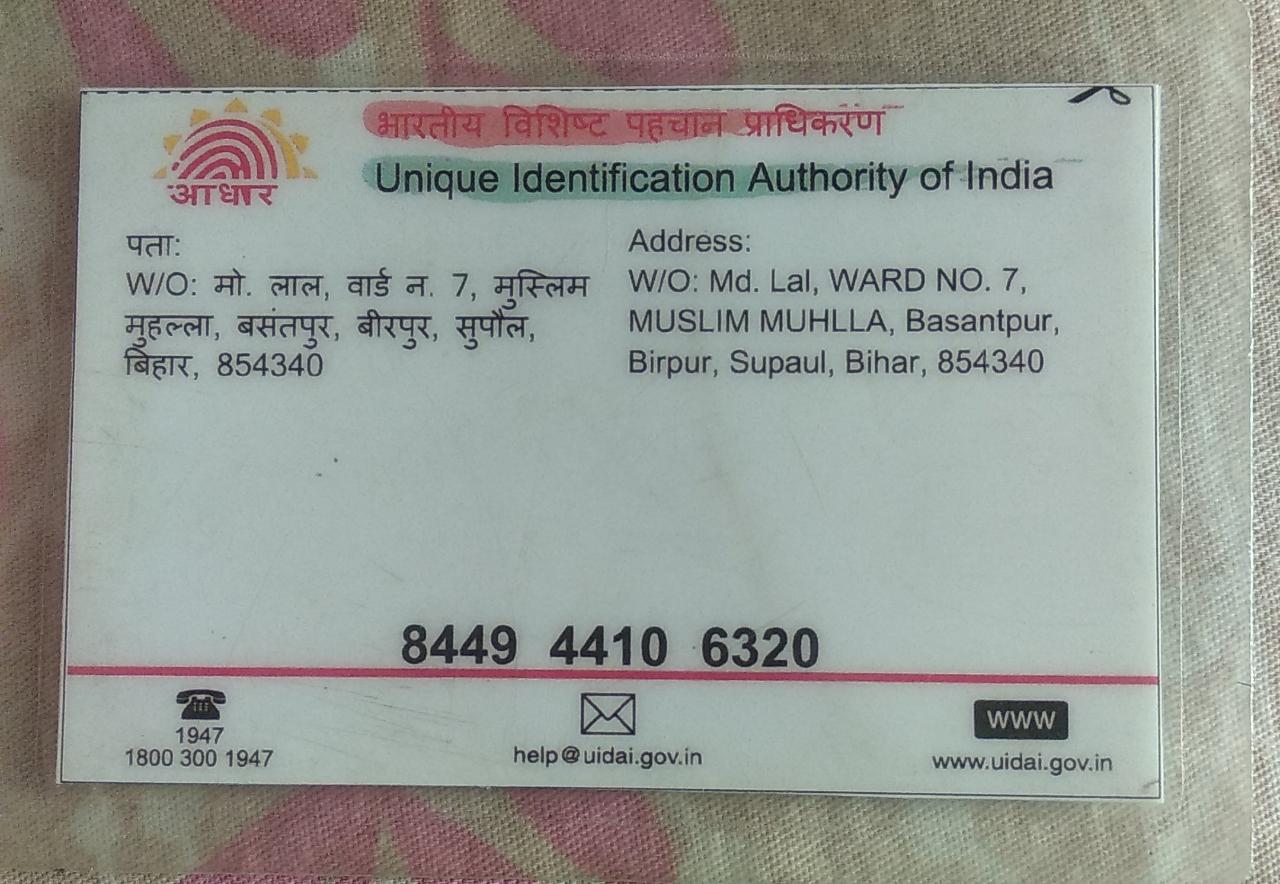 भारतीय विशिष्ट पहचान प्राधिकरण
Unique Identification Authority of India
आधार
पता:
W/O: मो. लाल, वार्ड न. 7, मुस्लिम
मुहल्ला, बसंतपुर, बीरपुर, सुपौल,
बिहार, 854340
Address:
W/O: Md. Lal, WARD NO. 7,
MUSLIM MUHLLA, Basantpur,
Birpur, Supaul, Bihar, 854340
8449 4410 6320
1947
1800 300 1947
help@uidai.gov.in
www
www.uidai.gov.in